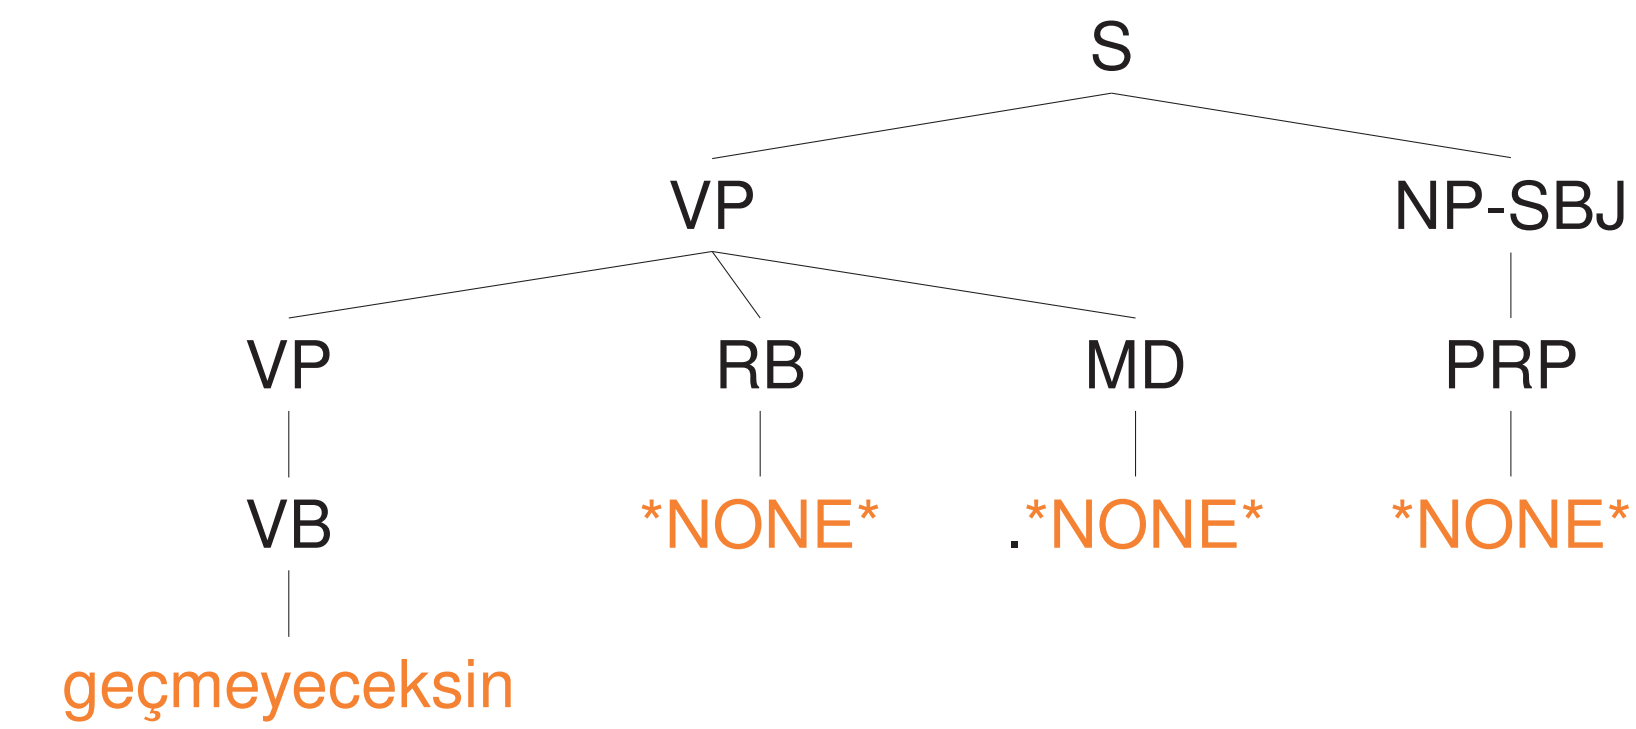 S
VP NP-SBJ
VP RB MD PRP
VB *NONE* .*NONE* *NONE*
geçmeyeceksin